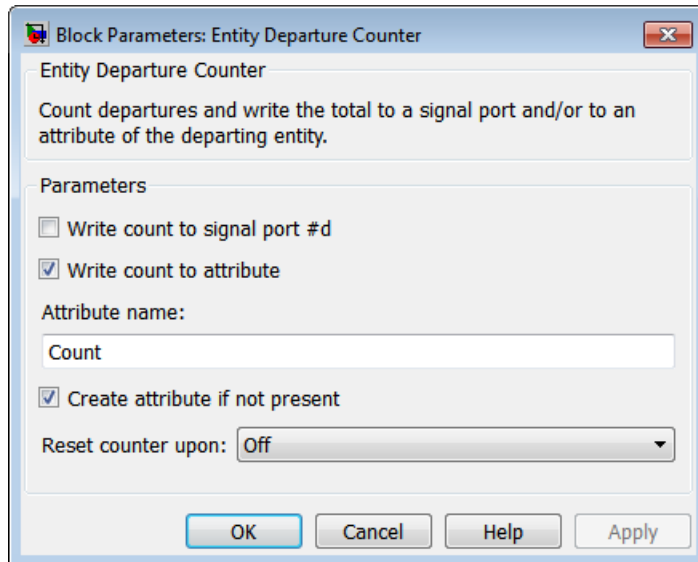 Block Parameters: Entity Departure Counter
Entity Departure Counter
Count departures and write the total to a signal port and/or to an
attribute of the departing entity.
Parameters
Write count to signal port #d
Write count to attribute
Attribute name:
Count
Create attribute if not present
Reset counter upon: Off
OK Cancel Help Apply